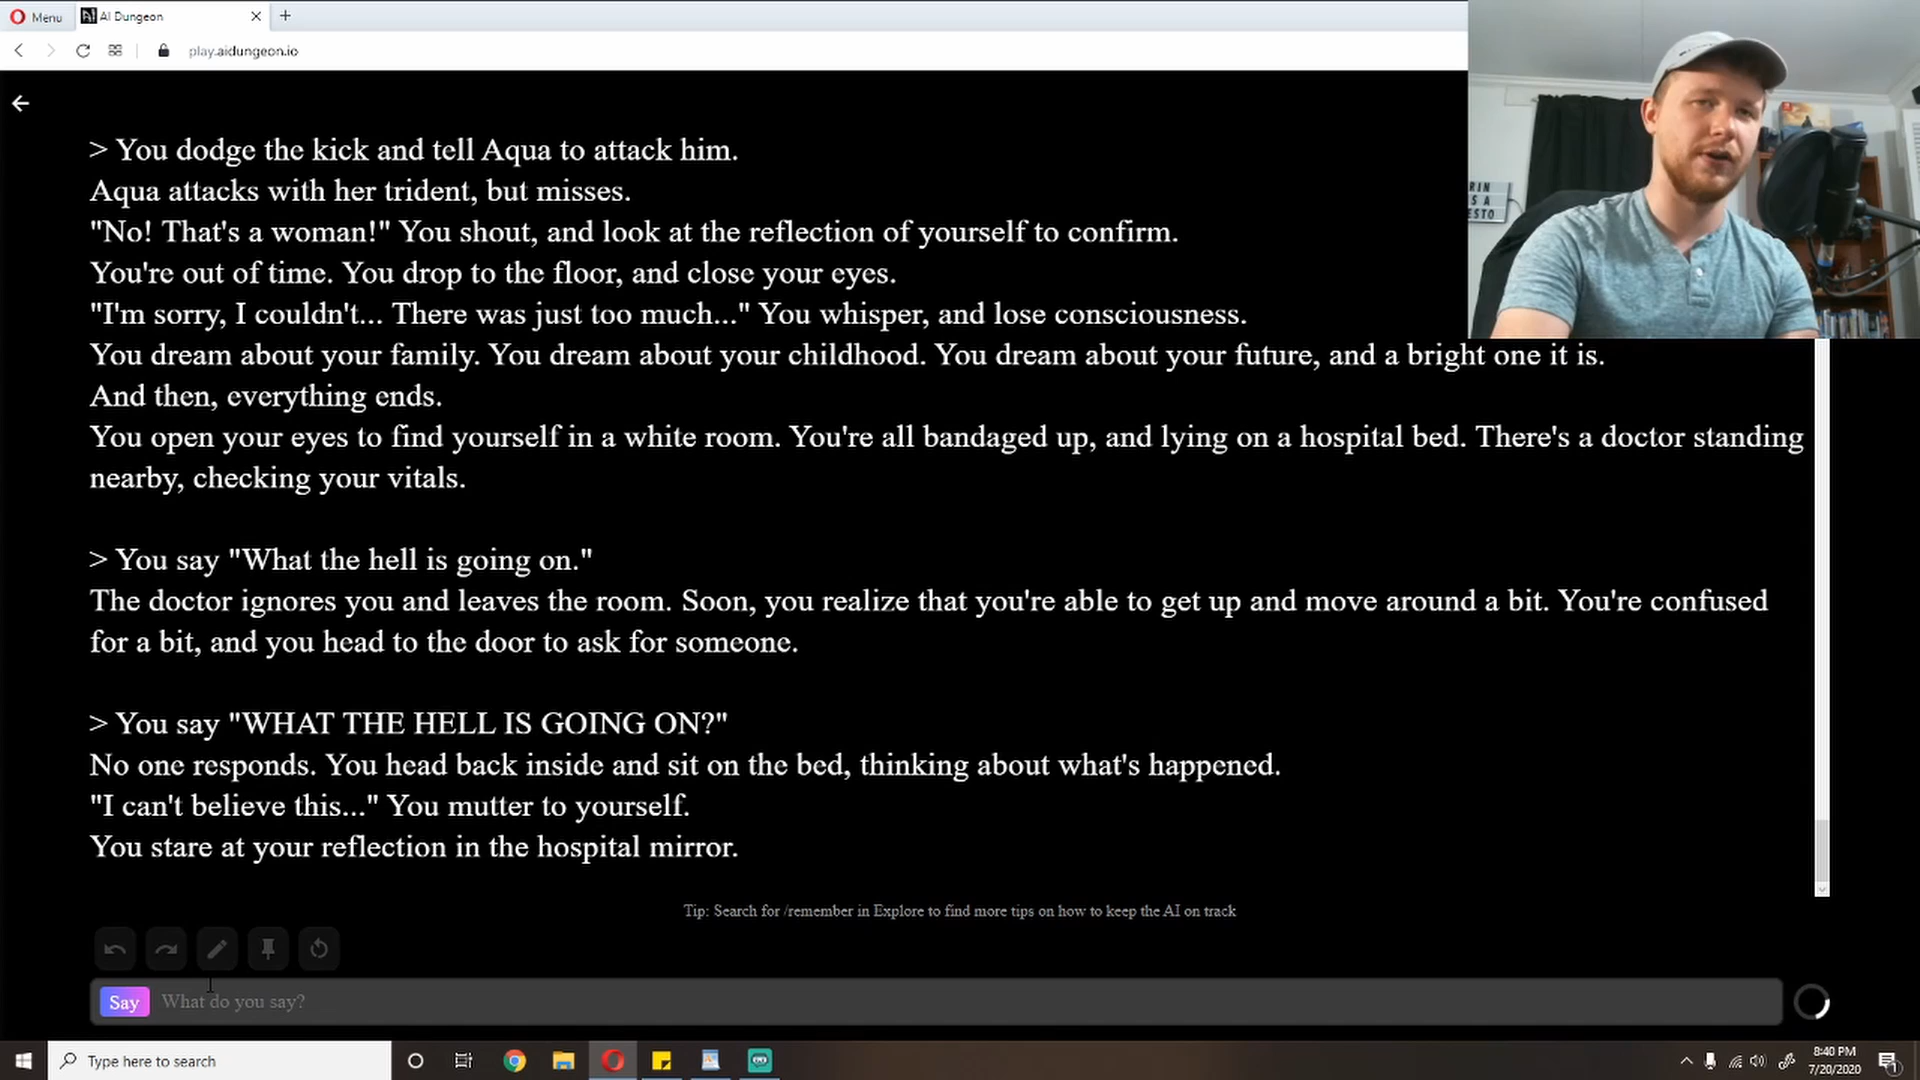 Menu
AI Dungeon
play.aidungeon.io
> You dodge the kick and tell Aqua to attack him.
Aqua attacks with her trident, but misses.
"No! That's a woman!" You shout, and look at the reflection of yourself to confirm.
You're out of time. You drop to the floor, and close your eyes.
"I'm sorry, I couldn't... There was just too much..." You whisper, and lose consciousness.
You dream about your family. You dream about your childhood. You dream about your future, and a bright one it is.
And then, everything ends.
You open your eyes to find yourself in a white room. You're all bandaged up, and lying on a hospital bed. There's a doctor standing
nearby, checking your vitals.
> You say "What the hell is going on."
The doctor ignores you and leaves the room. Soon, you realize that you're able to get up and move around a bit. You're confused
for a bit, and you head to the door to ask for someone.
> You say "WHAT THE HELL IS GOING ON?"
No one responds. You head back inside and sit on the bed, thinking about what's happened.
"I can't believe this..." You mutter to yourself.
You stare at your reflection in the hospital mirror.
Tip: Search for /remember in Explore to find more tips on how to keep the AI on track
Say What do you say?
Type here to search
8:40 PM
7/20/2020
RIN
S A
ESTO